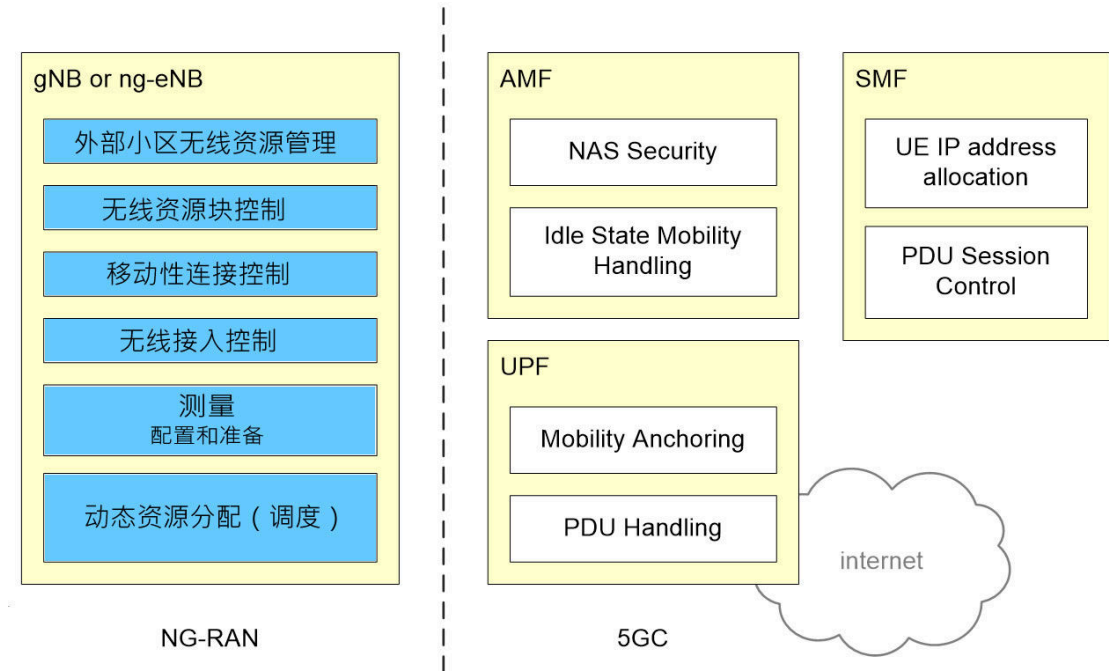 gNB or ng-eNB
外部小区无线资源管理
无线资源块控制
移动性连接控制
无线接入控制
测量
配置和准备
动态资源分配（调度）
NG-RAN
AMF
NAS Security
Idle State Mobility
Handling
SMF
UE IP address
allocation
PDU Session
Control
UPF
Mobility Anchoring
PDU Handling
internet
5GC